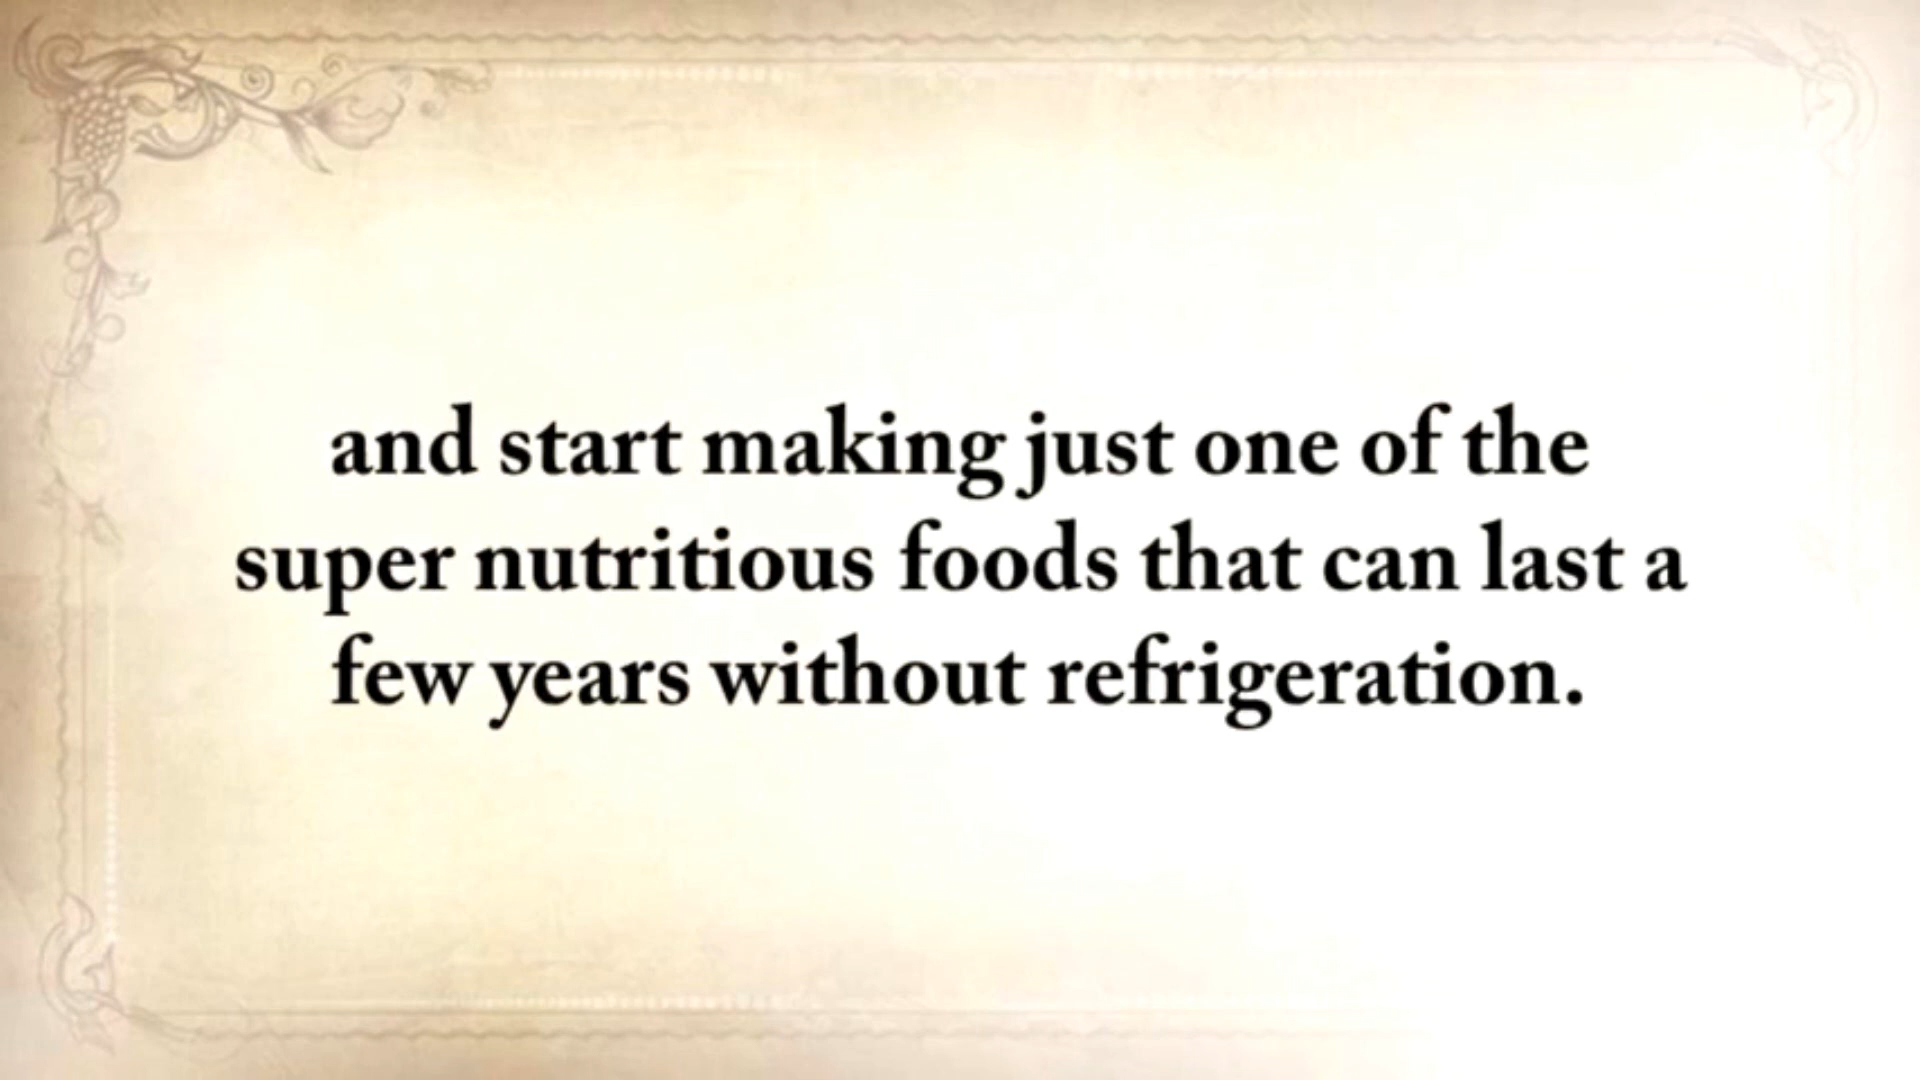 and start making just one of the
super nutritious foods that can last a
few years without refrigeration.